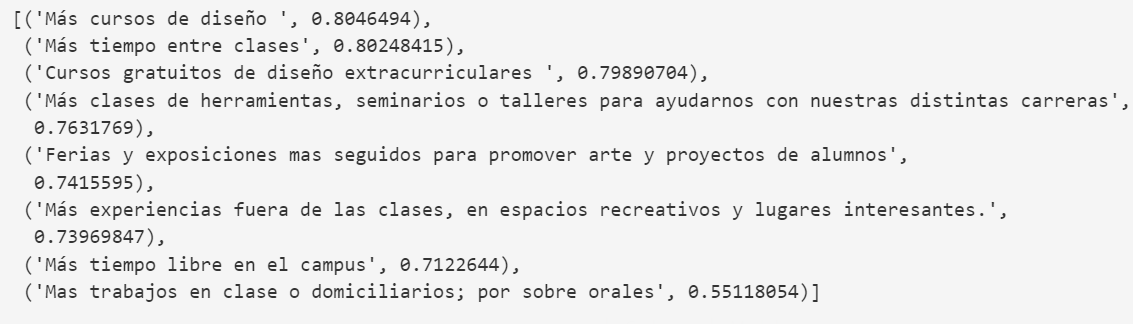 [('Más cursos de diseño ', 0.8046494),
('Más tiempo entre clases', 0.80248415),
('Cursos gratuitos de diseño extracurriculares ', 0.79890704),
('Más clases de herramientas, seminarios o talleres para ayudarnos con nuestras distintas carreras',
0.7631769),
('Ferias y exposiciones mas seguidos para promover arte y proyectos de alumnos',
0.7415595),
('Más experiencias fuera de las clases, en espacios recreativos y lugares interesantes.',
0.73969847),
('Más tiempo libre en el campus', 0.7122644),
('Mas trabajos en clase o domiciliarios; por sobre orales', 0.55118054)]